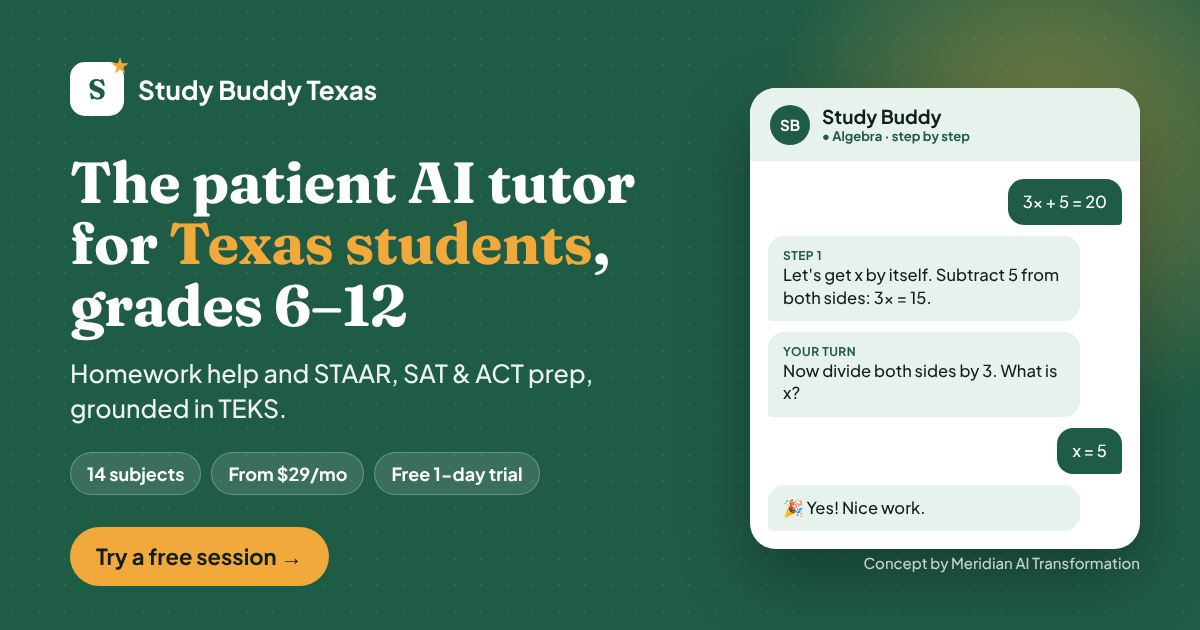 S
Study Buddy Texas
The patient AI tutor
for Texas students,
grades 6–12
Homework help and STAAR, SAT & ACT prep,
grounded in TEKS.
14 subjects
From $29/mo
Free 1-day trial
Try a free session →
SB
Study Buddy
• Algebra · step by step
3x + 5 = 20
STEP 1
Let's get x by itself. Subtract 5 from
both sides: 3x = 15.
YOUR TURN
Now divide both sides by 3. What is
x?
x = 5
🎉 Yes! Nice work.
Concept by Meridian AI Transformation